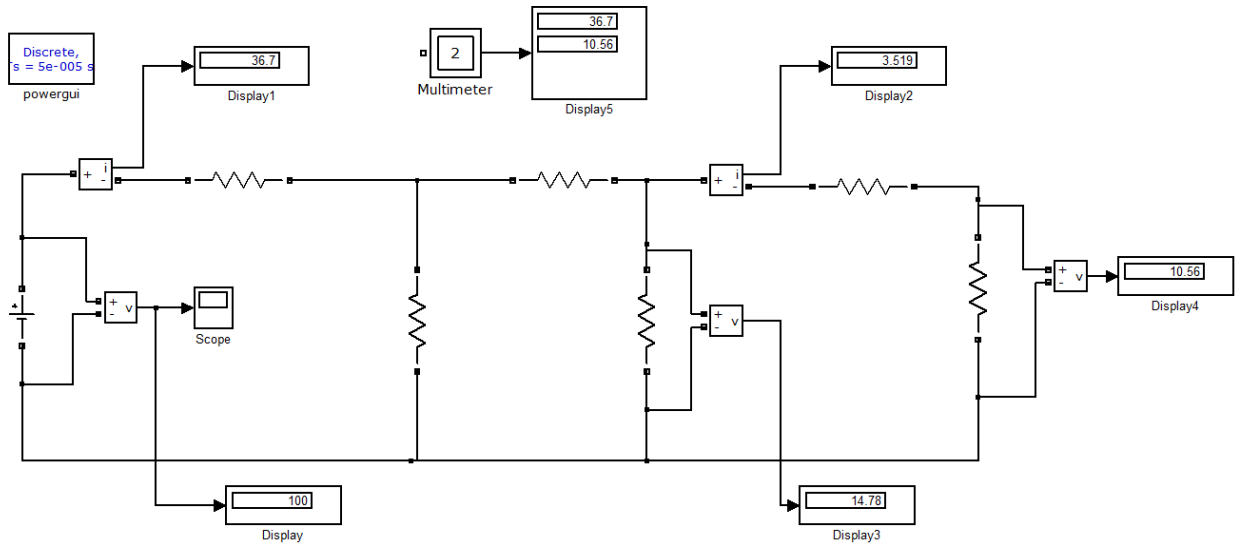 Discrete,
Ts = 5e-005 s
powergui
36.7
Display1
2
Multimeter
36.7
10.56
Display5
3.519
Display2
+
i
-
+
i
-
+
+
-
v
Scope
+
-
v
+
-
v
10.56
Display4
100
Display
14.78
Display3